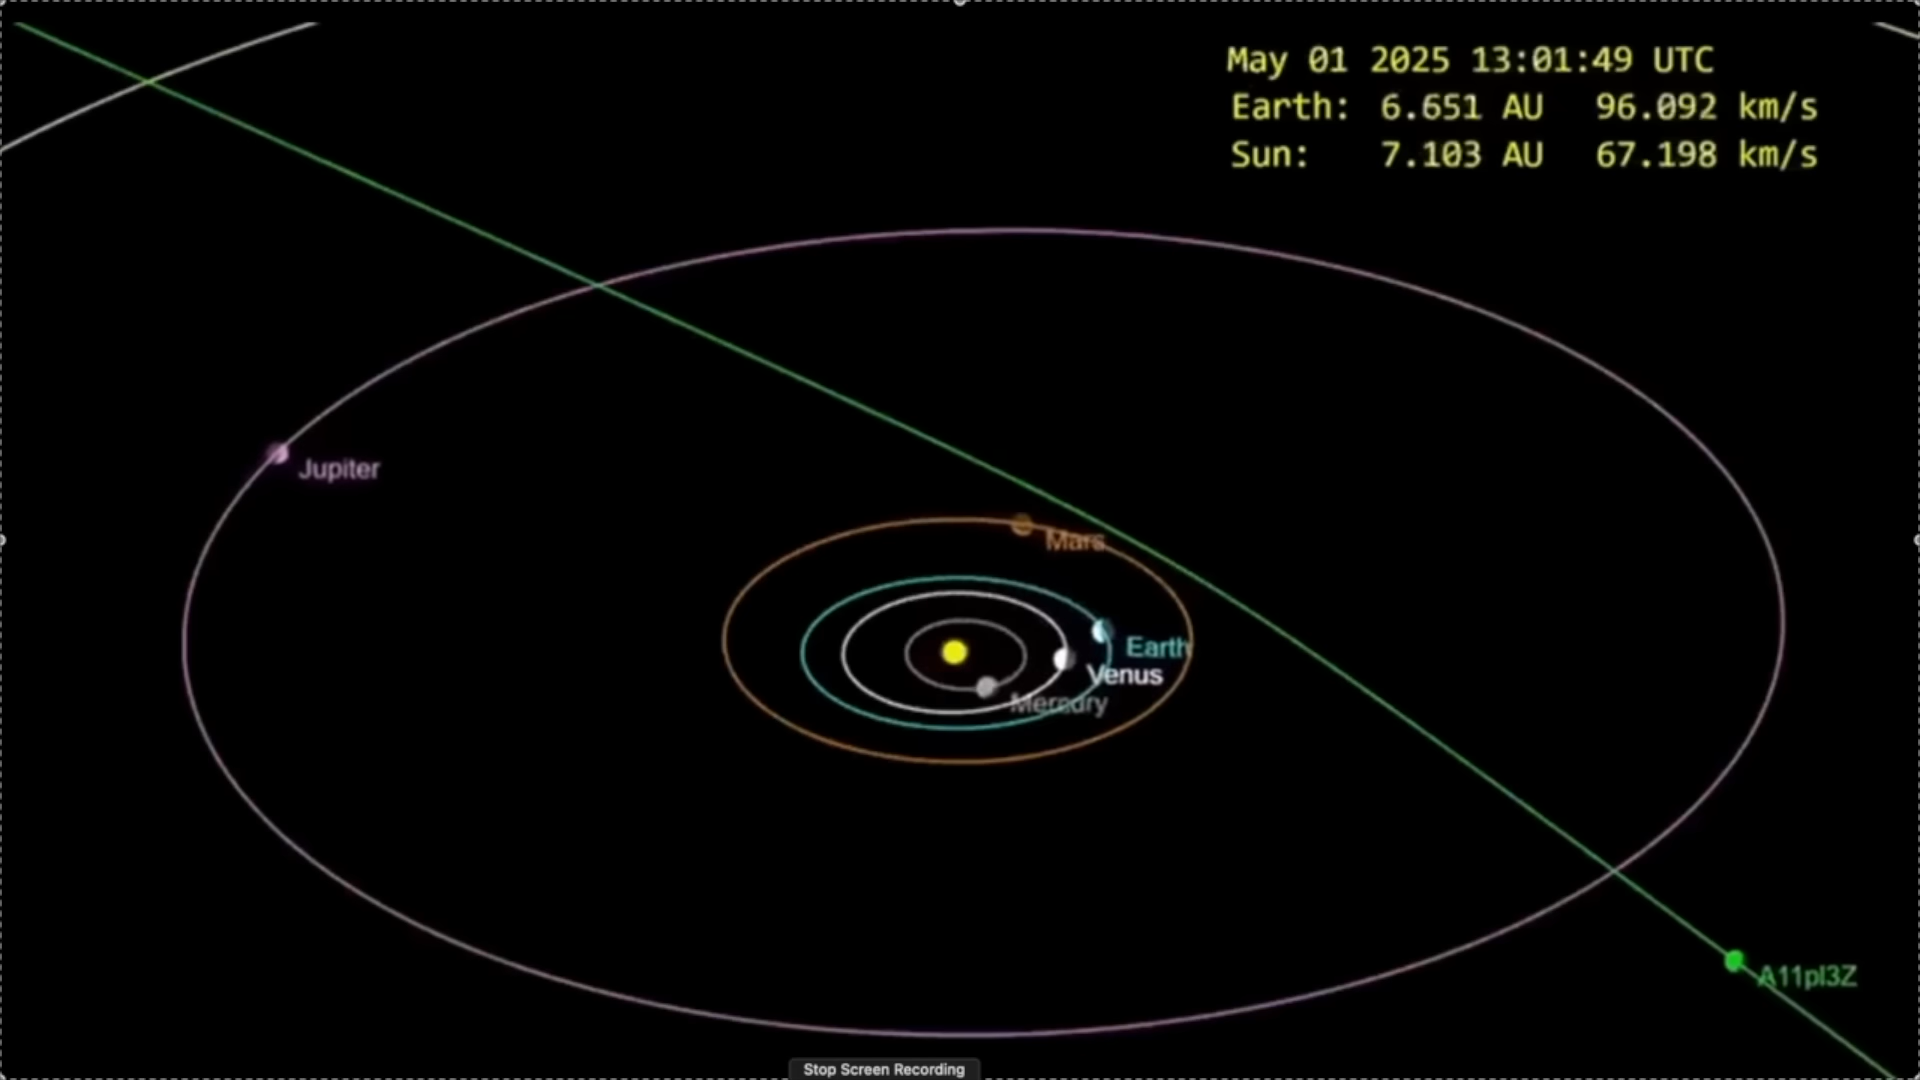 May 01 2025 13:01:49 UTC
Earth: 6.651 AU 96.092 km/s
Sun: 7.103 AU 67.198 km/s
Jupiter
Mars
Earth
Venus
Mercury
A11pl3Z
Stop Screen Recording